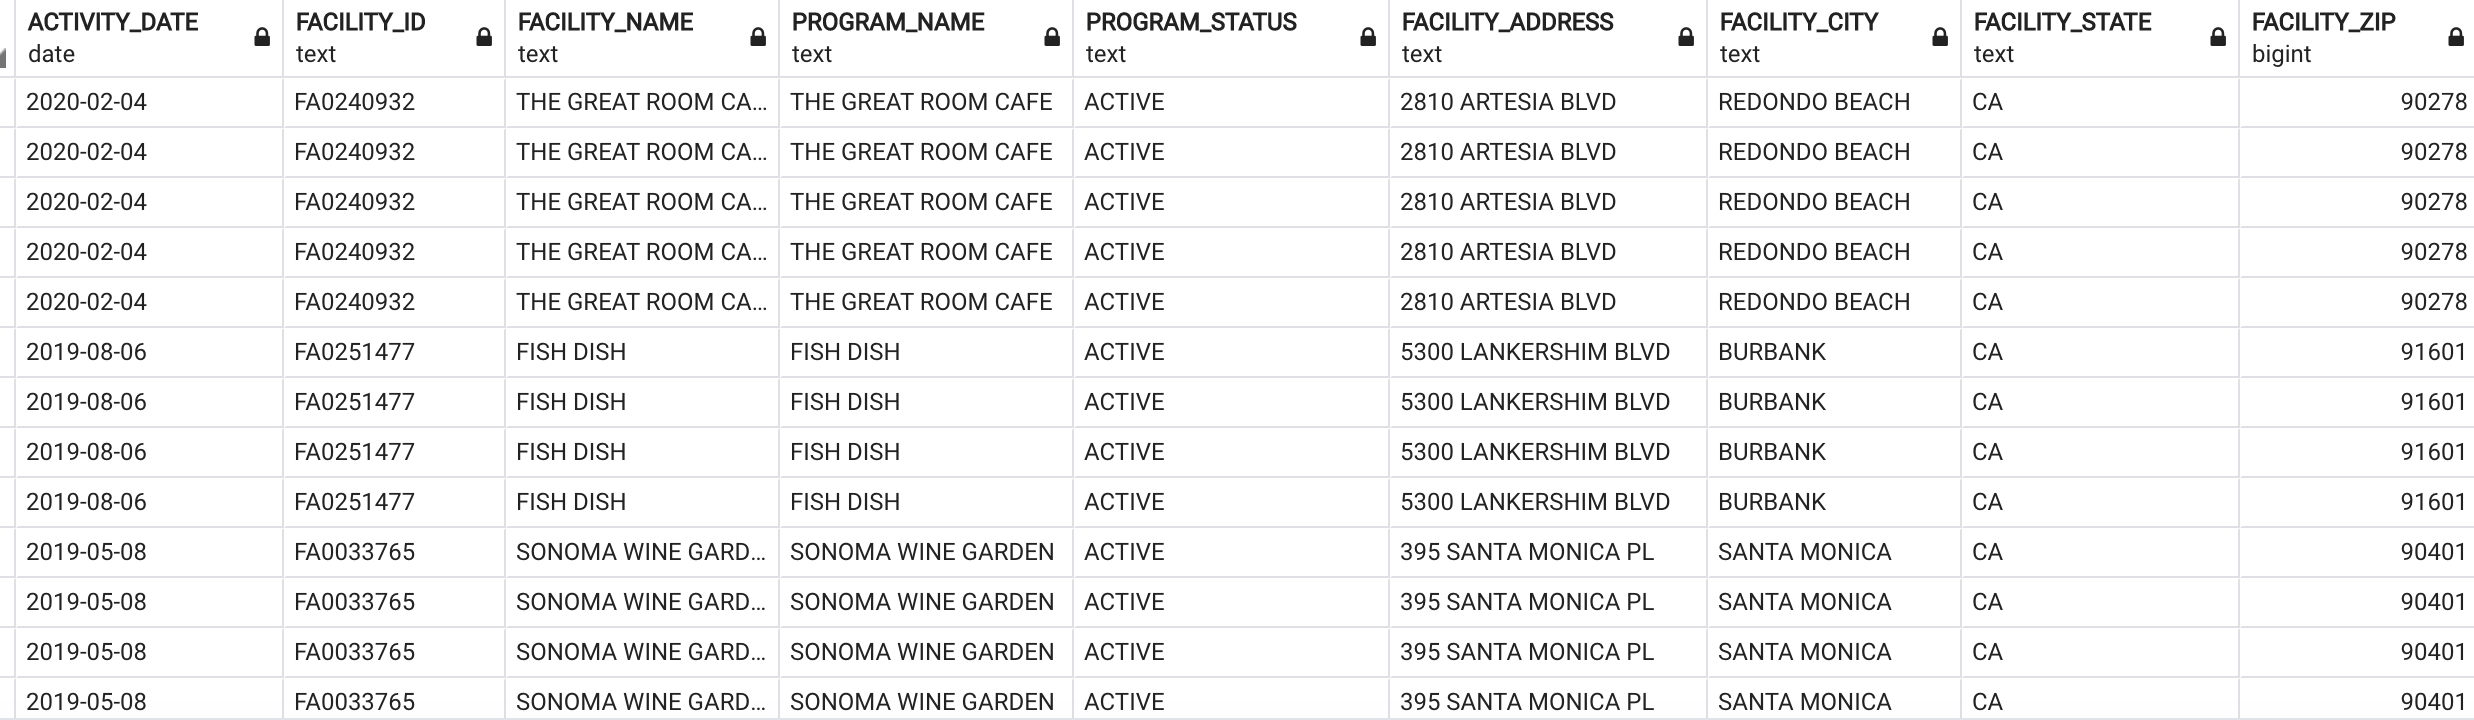 ACTIVITY_DATE FACILITY_ID FACILITY_NAME PROGRAM_NAME PROGRAM_STATUS FACILITY_ADDRESS FACILITY_CITY FACILITY_STATE FACILITY_ZIP
date text text text text text text text bigint
2020-02-04 FA0240932 THE GREAT ROOM CA... THE GREAT ROOM CAFE ACTIVE 2810 ARTESIA BLVD REDONDO BEACH CA 90278
2020-02-04 FA0240932 THE GREAT ROOM CA... THE GREAT ROOM CAFE ACTIVE 2810 ARTESIA BLVD REDONDO BEACH CA 90278
2020-02-04 FA0240932 THE GREAT ROOM CA... THE GREAT ROOM CAFE ACTIVE 2810 ARTESIA BLVD REDONDO BEACH CA 90278
2020-02-04 FA0240932 THE GREAT ROOM CA... THE GREAT ROOM CAFE ACTIVE 2810 ARTESIA BLVD REDONDO BEACH CA 90278
2020-02-04 FA0240932 THE GREAT ROOM CA... THE GREAT ROOM CAFE ACTIVE 2810 ARTESIA BLVD REDONDO BEACH CA 90278
2019-08-06 FA0251477 FISH DISH FISH DISH ACTIVE 5300 LANKERSHIM BLVD BURBANK CA 91601
2019-08-06 FA0251477 FISH DISH FISH DISH ACTIVE 5300 LANKERSHIM BLVD BURBANK CA 91601
2019-08-06 FA0251477 FISH DISH FISH DISH ACTIVE 5300 LANKERSHIM BLVD BURBANK CA 91601
2019-08-06 FA0251477 FISH DISH FISH DISH ACTIVE 5300 LANKERSHIM BLVD BURBANK CA 91601
2019-05-08 FA0033765 SONOMA WINE GARD... SONOMA WINE GARDEN ACTIVE 395 SANTA MONICA PL SANTA MONICA CA 90401
2019-05-08 FA0033765 SONOMA WINE GARD... SONOMA WINE GARDEN ACTIVE 395 SANTA MONICA PL SANTA MONICA CA 90401
2019-05-08 FA0033765 SONOMA WINE GARD... SONOMA WINE GARDEN ACTIVE 395 SANTA MONICA PL SANTA MONICA CA 90401
2019-05-08 FA0033765 SONOMA WINE GARD... SONOMA WINE GARDEN ACTIVE 395 SANTA MONICA PL SANTA MONICA CA 90401